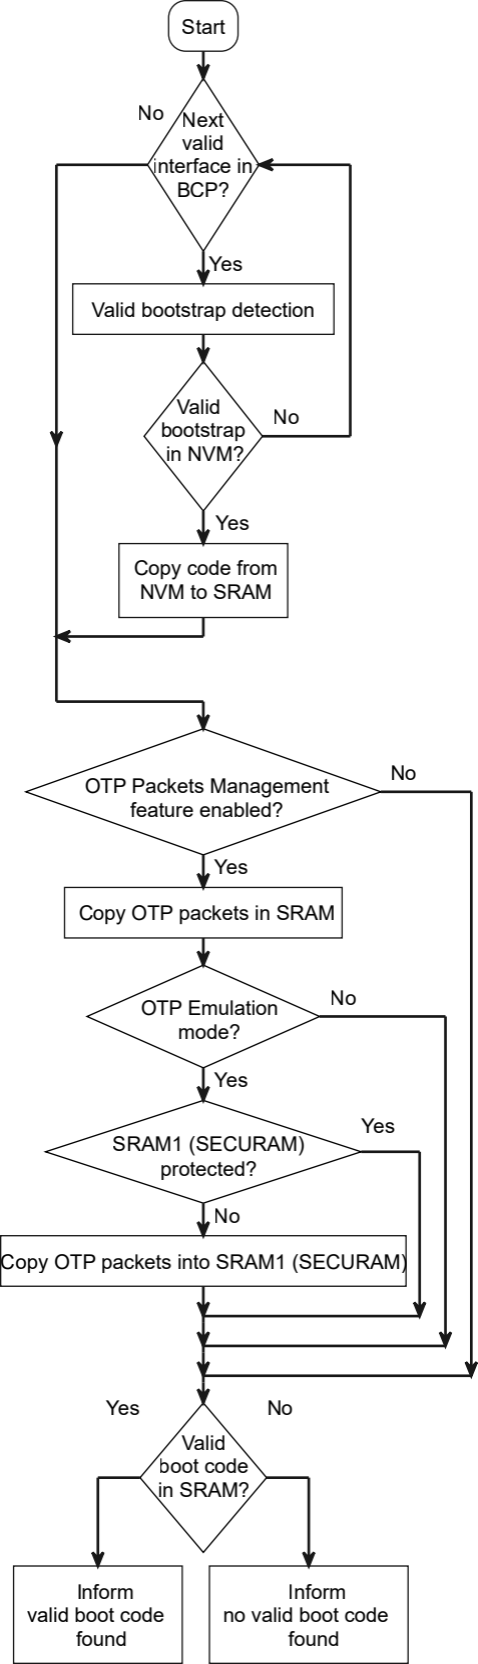 Start
No
Next
valid
interface in
BCP?
Yes
Valid bootstrap detection
Valid
bootstrap
in NVM?
No
Yes
Copy code from
NVM to SRAM
OTP Packets Management
feature enabled?
No
Yes
Copy OTP packets in SRAM
OTP Emulation
mode?
No
Yes
SRAM1 (SECURAM)
protected?
Yes
No
Copy OTP packets into SRAM1 (SECURAM)
Yes
No
Valid
boot code
in SRAM?
Inform
valid boot code
found
Inform
no valid boot code
found